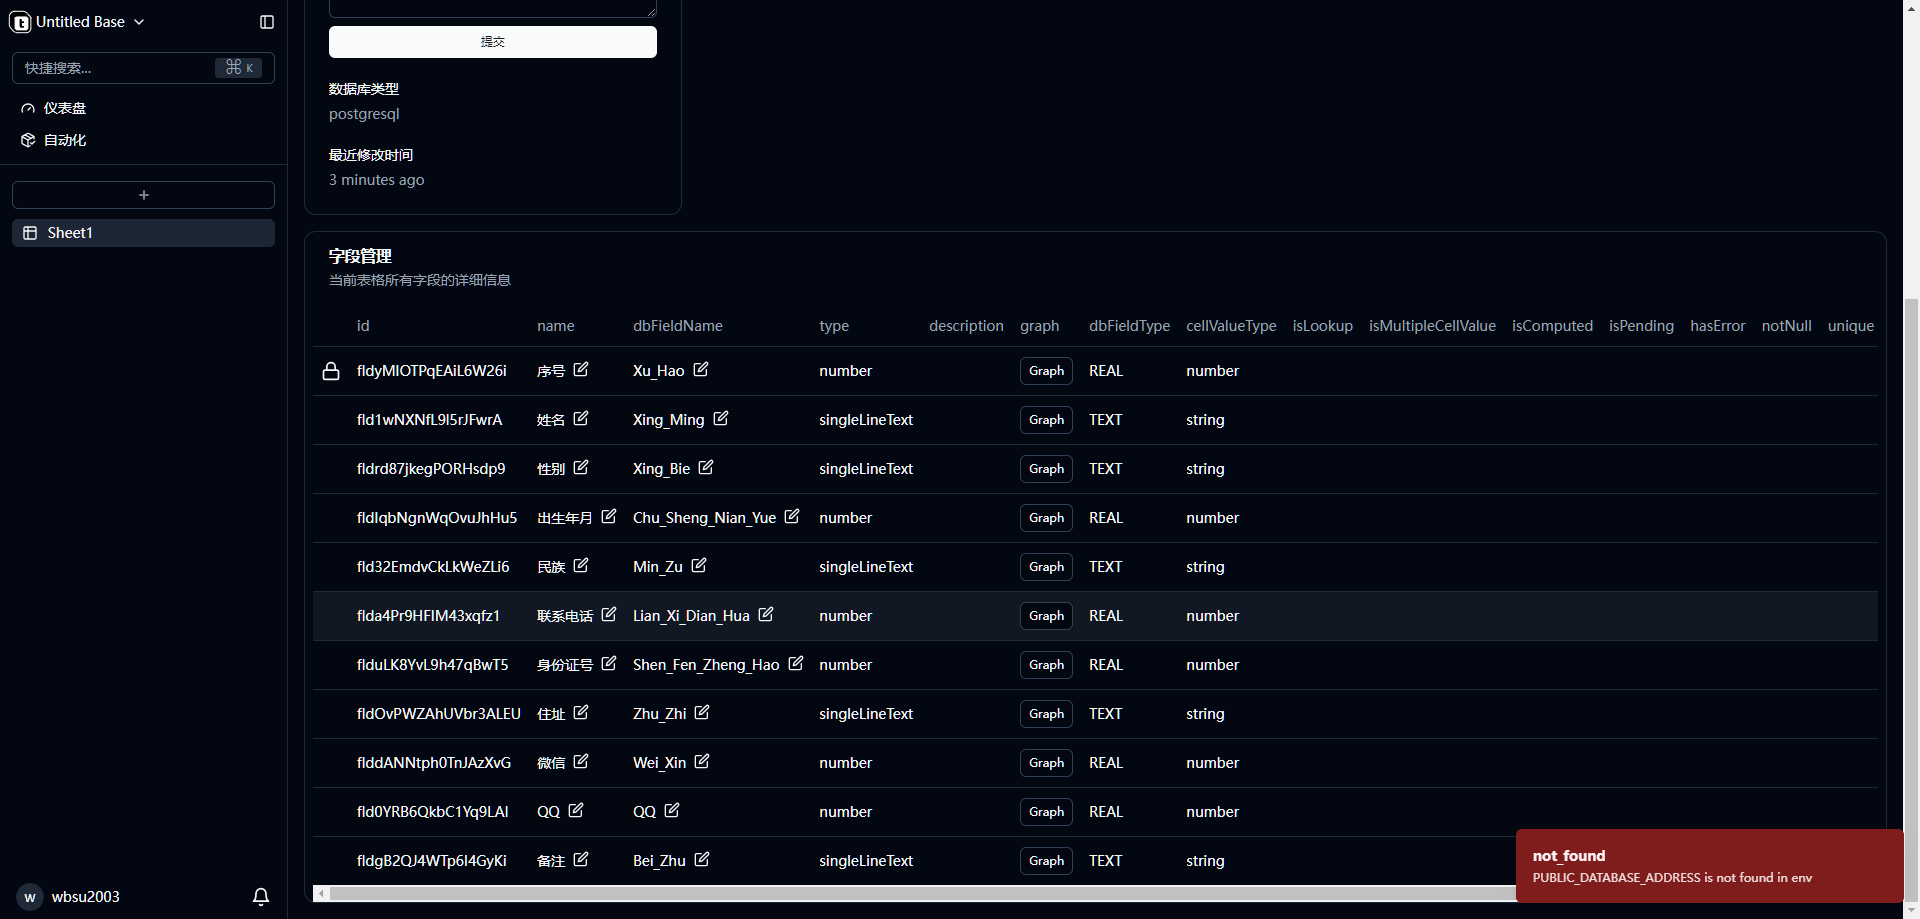 Untitled Base
快捷搜索...
⌘ K
仪表盘
自动化
+
Sheet1
提交
数据库类型
postgresql
最近修改时间
3 minutes ago
字段管理
当前表格所有字段的详细信息
id name dbFieldName type description graph dbFieldType cellValueType isLookup isMultipleCellValue isComputed isPending hasError notNull unique
fldyMIOTPqEAiL6W26i 序号 Xu_Hao number Graph REAL number
fld1wNXNfL9I5rJFwrA 姓名 Xing_Ming singleLineText Graph TEXT string
fldrd87jkegPORHsdp9 性别 Xing_Bie singleLineText Graph TEXT string
fldIqbNgnWqOvuJhHu5 出生年月 Chu_Sheng_Nian_Yue number Graph REAL number
fld32EmdvCkLkWeZLi6 民族 Min_Zu singleLineText Graph TEXT string
flda4Pr9HFIM43xqfz1 联系电话 Lian_Xi_Dian_Hua number Graph REAL number
flduLK8YvL9h47qBwT5 身份证号 Shen_Fen_Zheng_Hao number Graph REAL number
fldOvPWZAhUVbr3ALEU 住址 Zhu_Zhi singleLineText Graph TEXT string
flddANNtph0TnJAzXvG 微信 Wei_Xin number Graph REAL number
fld0YRB6QkbC1Yq9LAI QQ QQ number Graph REAL number
fldgB2QJ4WTp6I4GyKi 备注 Bei_Zhu singleLineText Graph TEXT string
not_found
PUBLIC_DATABASE_ADDRESS is not found in env
w wbsu2003